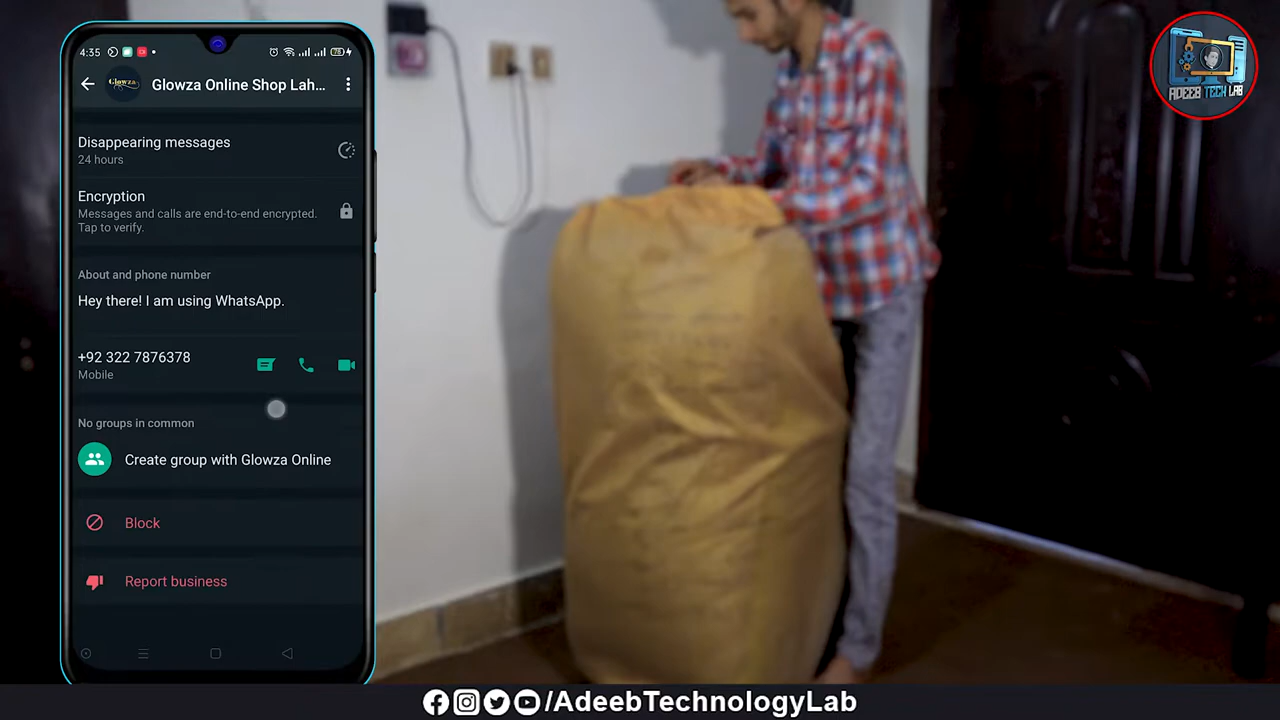 4:35
78
Glowza
Glowza Online Shop Lah...
Disappearing messages
24 hours
Encryption
Messages and calls are end-to-end encrypted.
Tap to verify.
About and phone number
Hey there! I am using WhatsApp.
+92 322 7876378
Mobile
No groups in common
Create group with Glowza Online
Block
Report business
ADEEB TECH LAB
/AdeebTechnologyLab